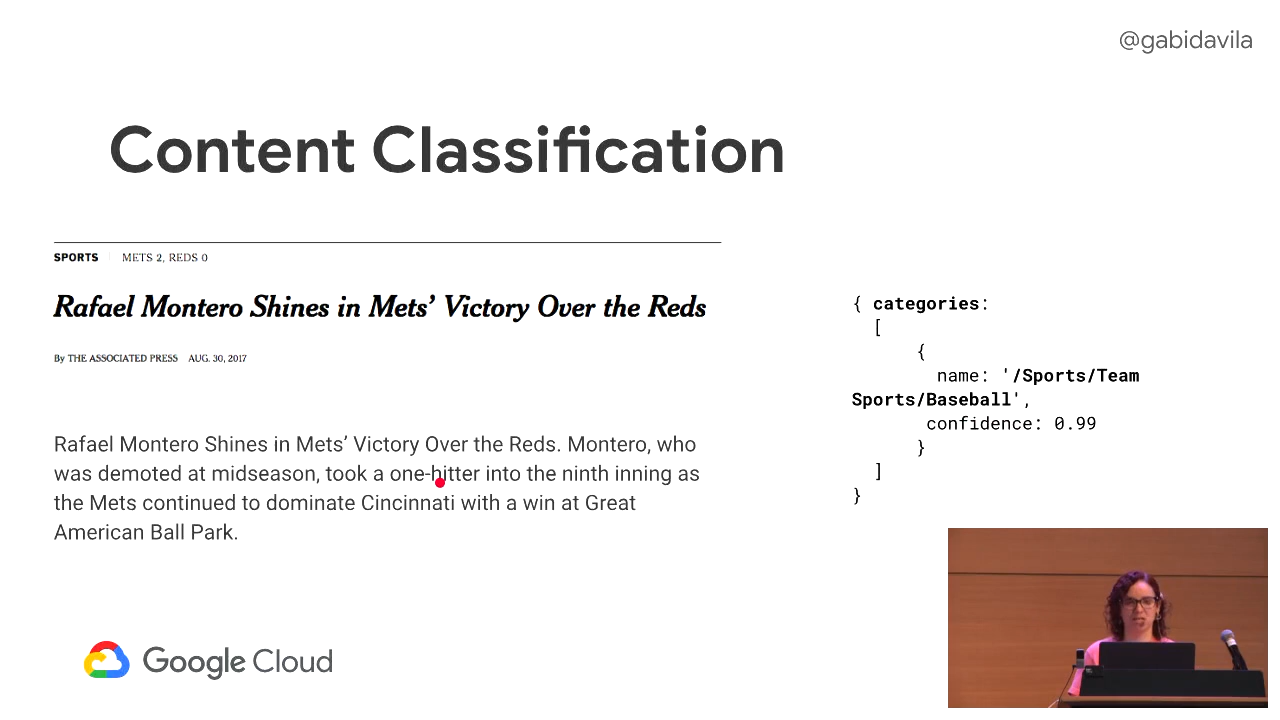 @gabidavila
Content Classification
SPORTS METS 2, REDS 0
Rafael Montero Shines in Mets’ Victory Over the Reds
By THE ASSOCIATED PRESS AUG. 30, 2017
Rafael Montero Shines in Mets’ Victory Over the Reds. Montero, who
was demoted at midseason, took a one-hitter into the ninth inning as
the Mets continued to dominate Cincinnati with a win at Great
American Ball Park.
{ categories:
[
{
name: '/Sports/Team
Sports/Baseball',
confidence: 0.99
}
]
}
Google Cloud